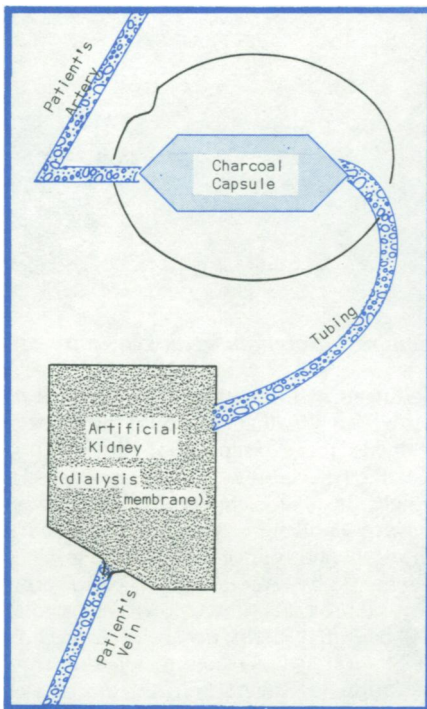 Patient's
Artery
Charcoal
Capsule
Tubing
Artificial
Kidney
(dialysis
membrane)
Patient's
Vein